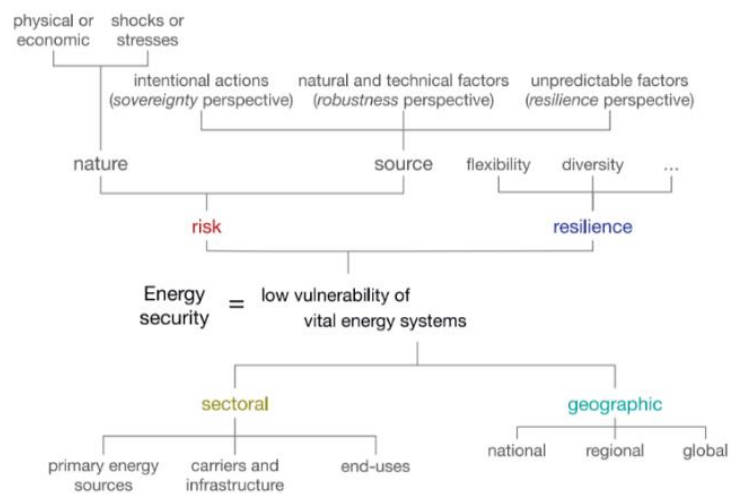 physical or shocks or
economic stresses
intentional actions natural and technical factors unpredictable factors
(sovereignty perspective) (robustness perspective) (resilience perspective)
nature source flexibility diversity ...
risk resilience
Energy = low vulnerability of
security vital energy systems
sectoral geographic
national regional global
primary energy carriers and end-uses
sources infrastructure